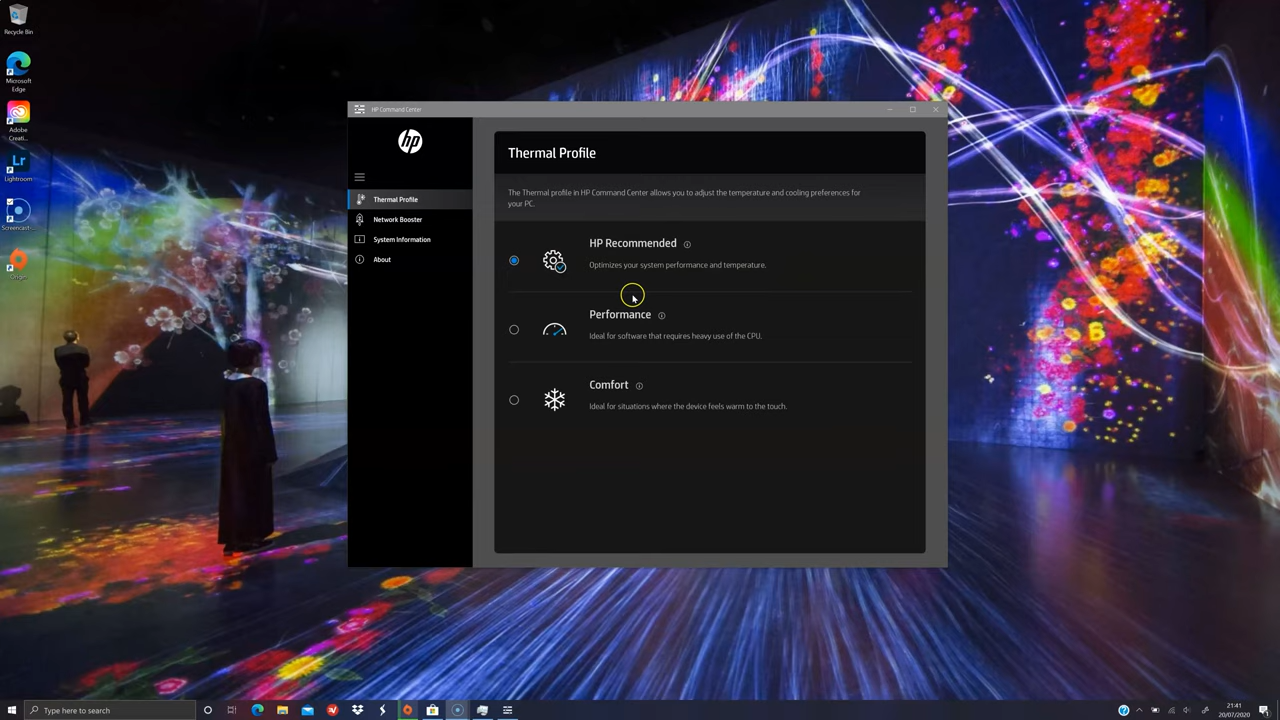 Recycle Bin
Microsoft
Edge
Adobe
Creati...
Lr
Lightroom
Screencast-...
Origin
HP Command Center
hp
Thermal Profile
Network Booster
System Information
About
Thermal Profile
The Thermal profile in HP Command Center allows you to adjust the temperature and cooling preferences for
your PC.
HP Recommended
Optimizes your system performance and temperature.
Performance
Ideal for software that requires heavy use of the CPU.
Comfort
Ideal for situations where the device feels warm to the touch.
Type here to search
21:41
20/07/2020